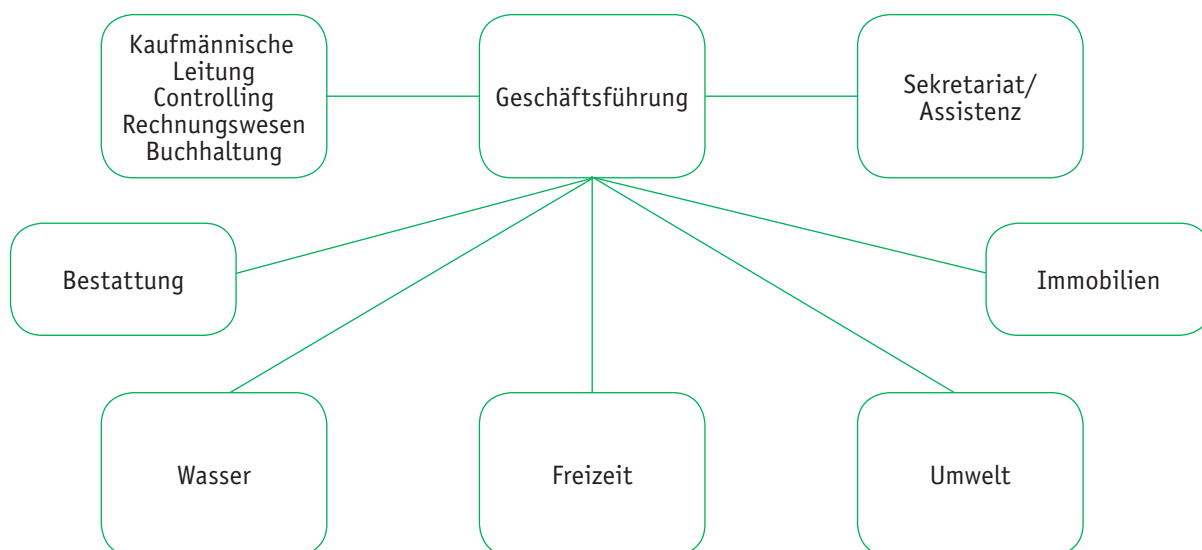 Kaufmännische
Leitung
Controlling
Rechnungswesen
Buchhaltung
Geschäftsführung
Sekretariat/
Assistenz
Bestattung
Immobilien
Wasser
Freizeit
Umwelt